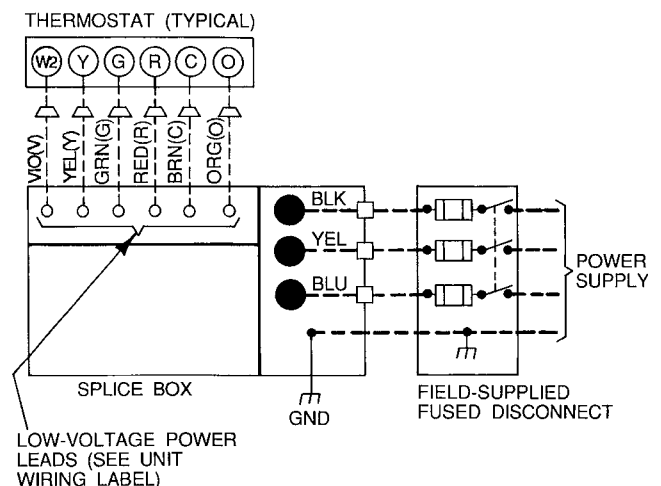 THERMOSTAT (TYPICAL)
W2 Y G R C O
VIO(V)
YEL(Y)
GRN(G)
RED(R)
BRN(C)
ORG(O)
BLK
YEL
BLU
POWER
SUPPLY
SPLICE BOX
GND
FIELD-SUPPLIED
FUSED DISCONNECT
LOW-VOLTAGE POWER
LEADS (SEE UNIT
WIRING LABEL)